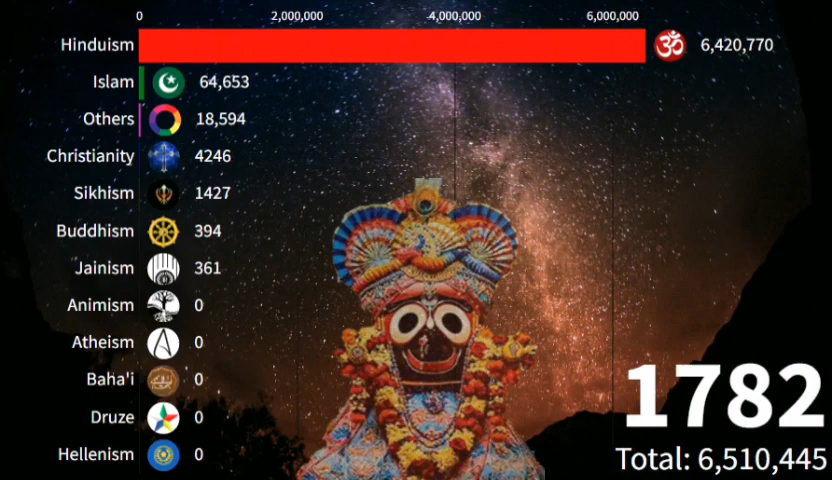 0 2,000,000 4,000,000 6,000,000
Hinduism ॐ 6,420,770
Islam 64,653
Others 18,594
Christianity 4246
Sikhism 1427
Buddhism 394
Jainism 361
Animism 0
Atheism 0
Baha'i 0
Druze 0
Hellenism 0
1782
Total: 6,510,445